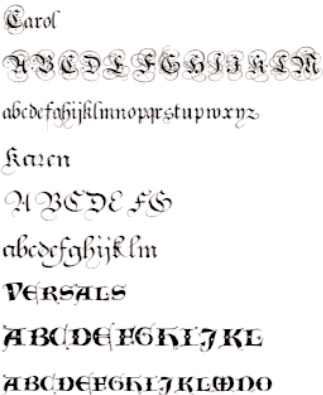 Carol
ABCDEFGHIJKLM
abcdefghijklmnopqrstuvwxyz
Karen
ABCDEFG
abcdefghijklm
VERSALS
ABCDEFGHIJKL
ABCDEFGHIJKLMNO